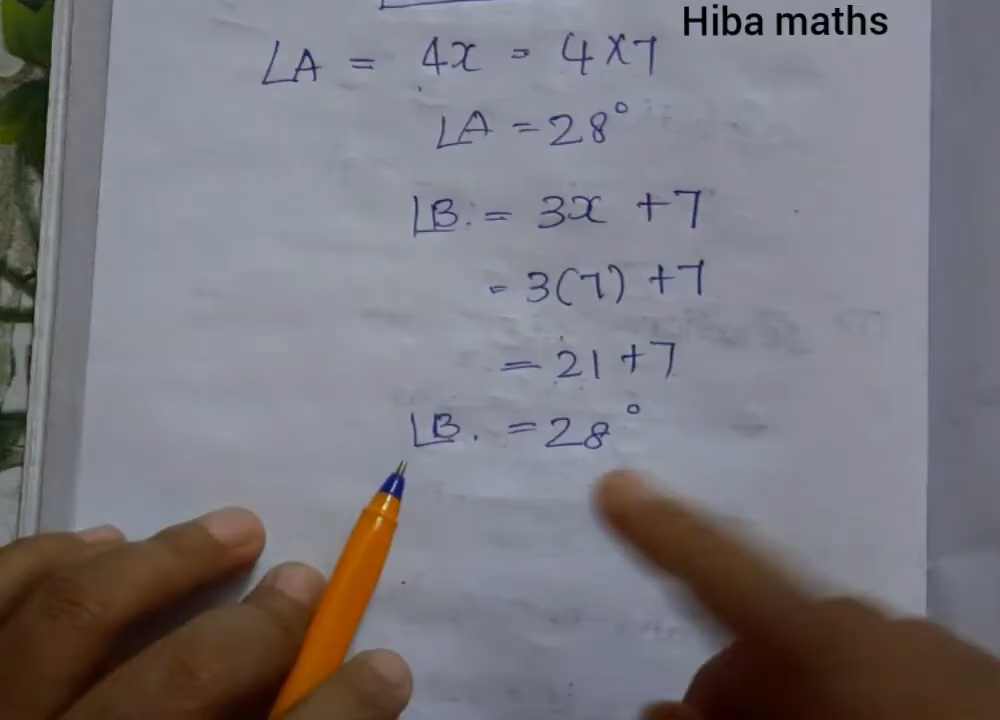 Hiba maths
∠A = 4x = 4×7
∠A = 28°
∠B. = 3x + 7
= 3(7) + 7
= 21 + 7
∠B. = 28°